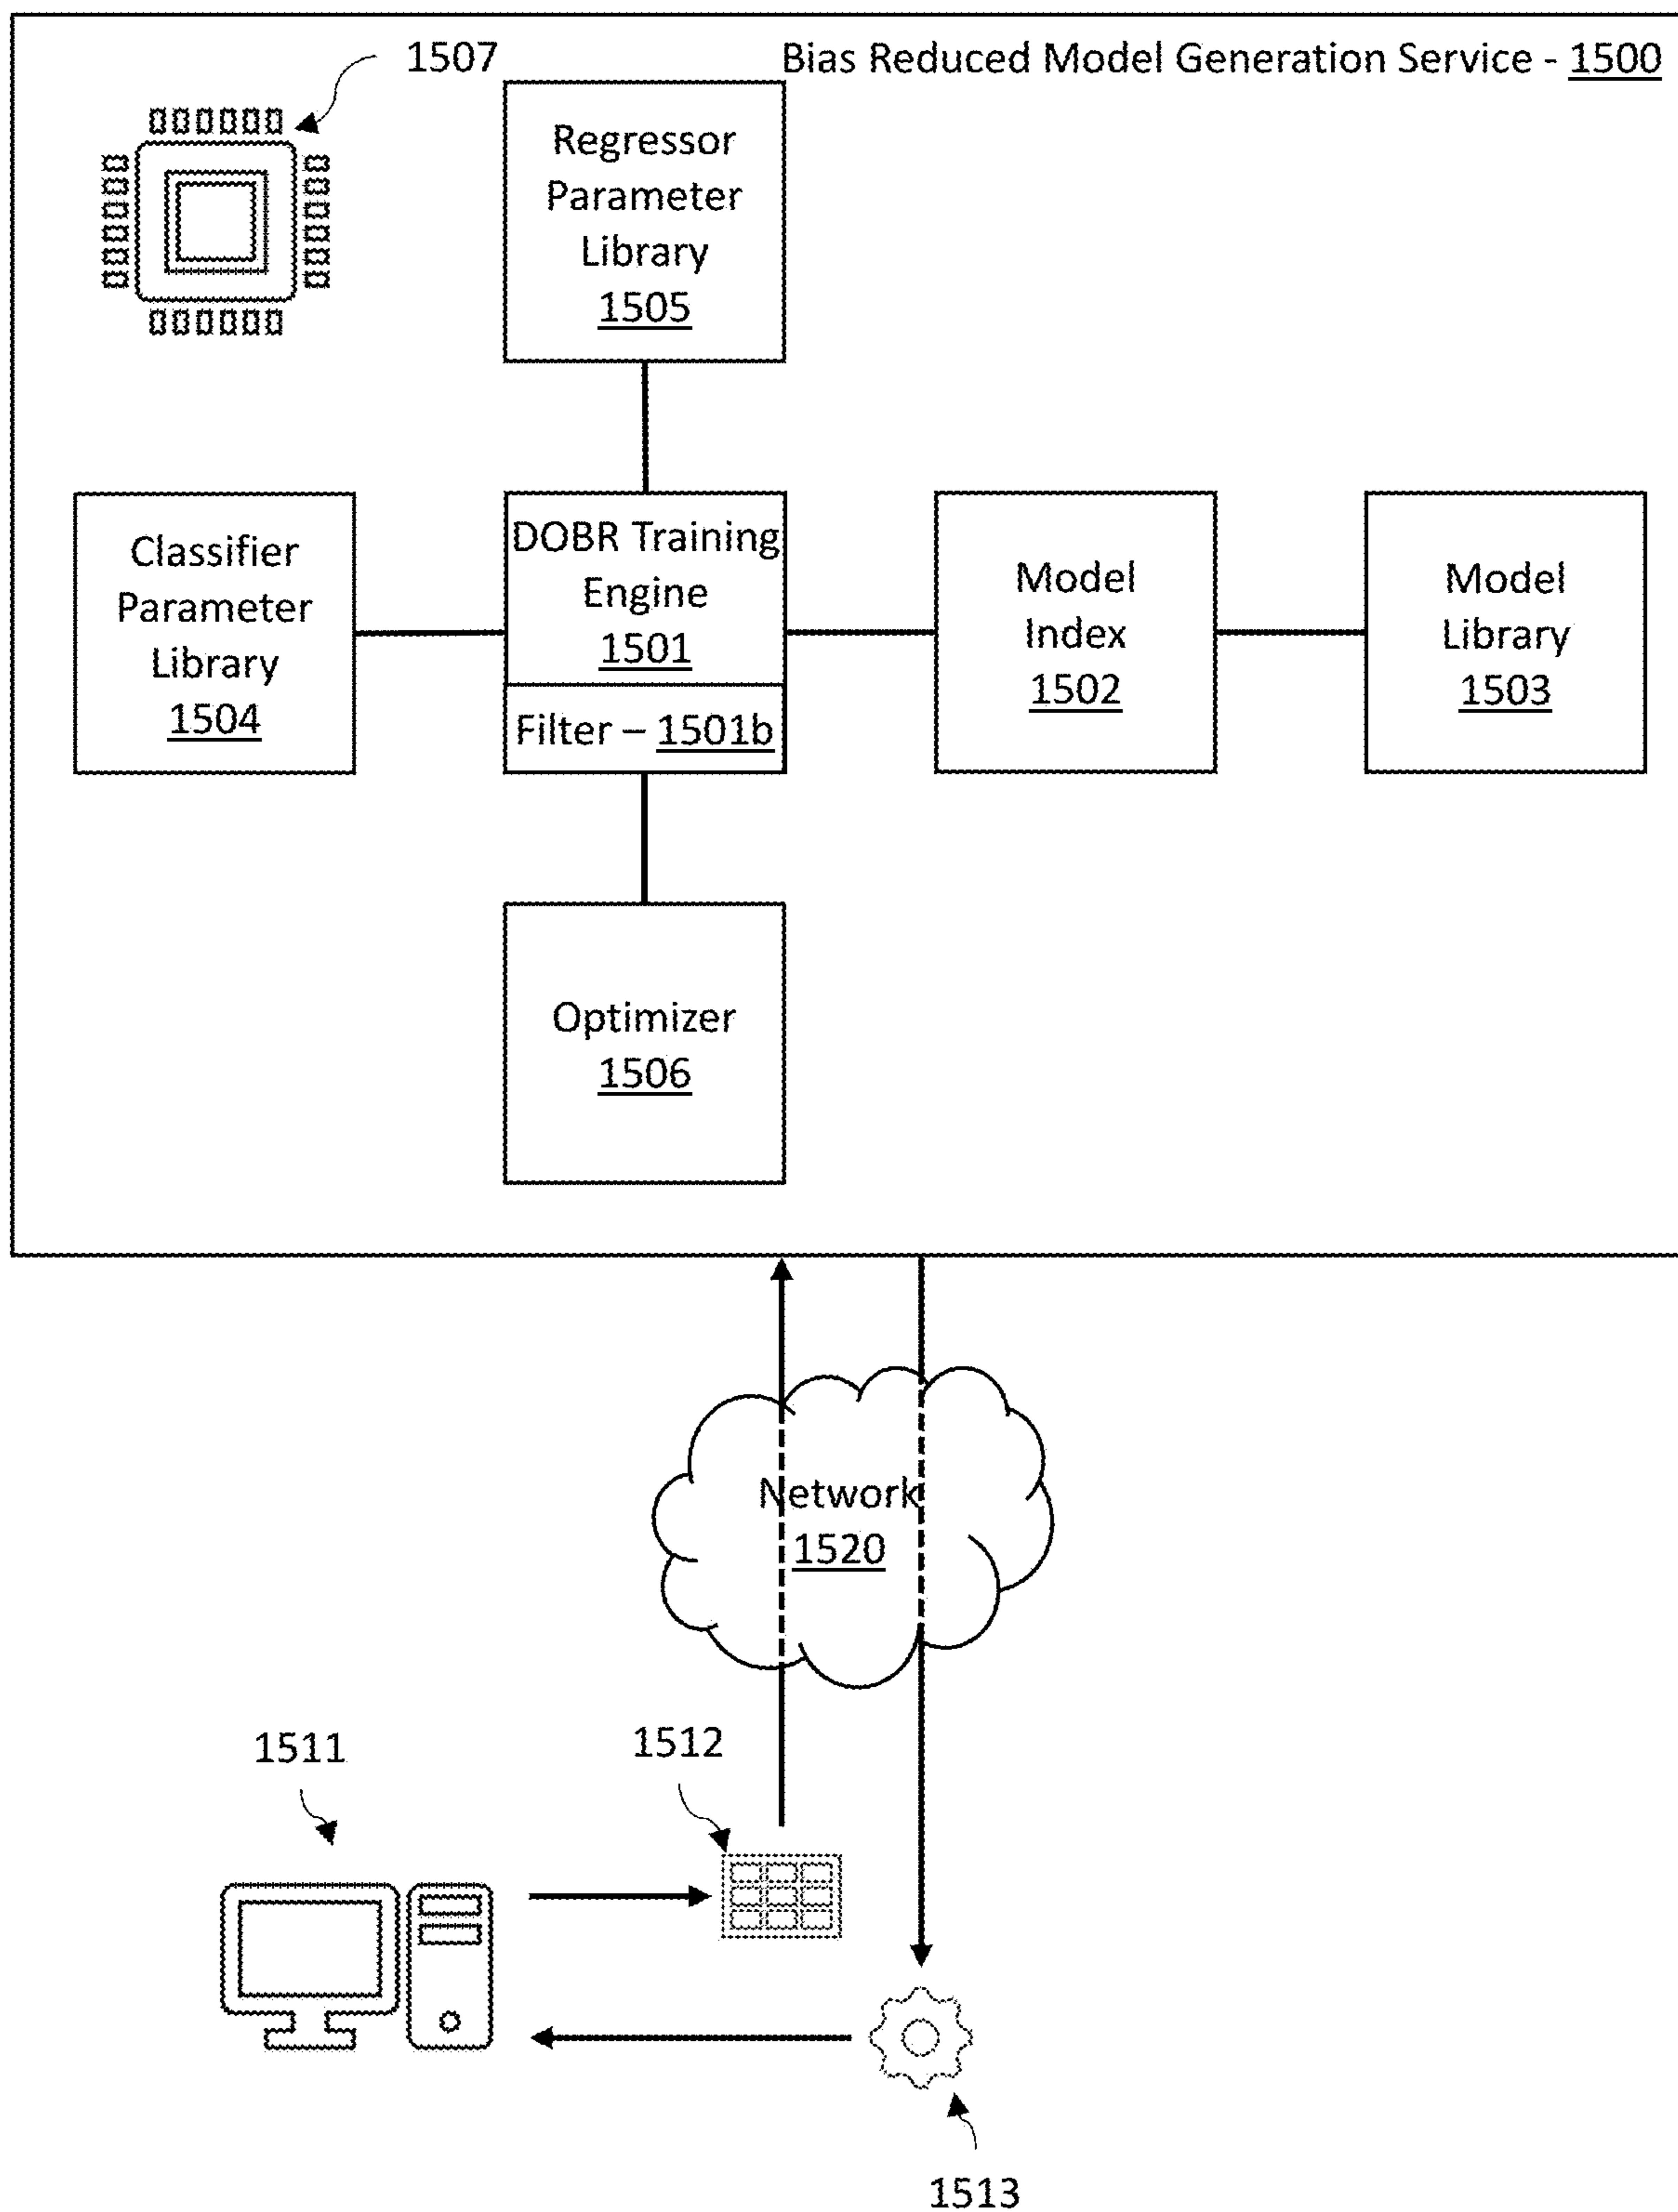 1507
Bias Reduced Model Generation Service - 1500
Regressor
Parameter
Library
1505
Classifier
Parameter
Library
1504
DOBR Training
Engine
1501
Filter – 1501b
Model
Index
1502
Model
Library
1503
Optimizer
1506
Network
1520
1511
1512
1513